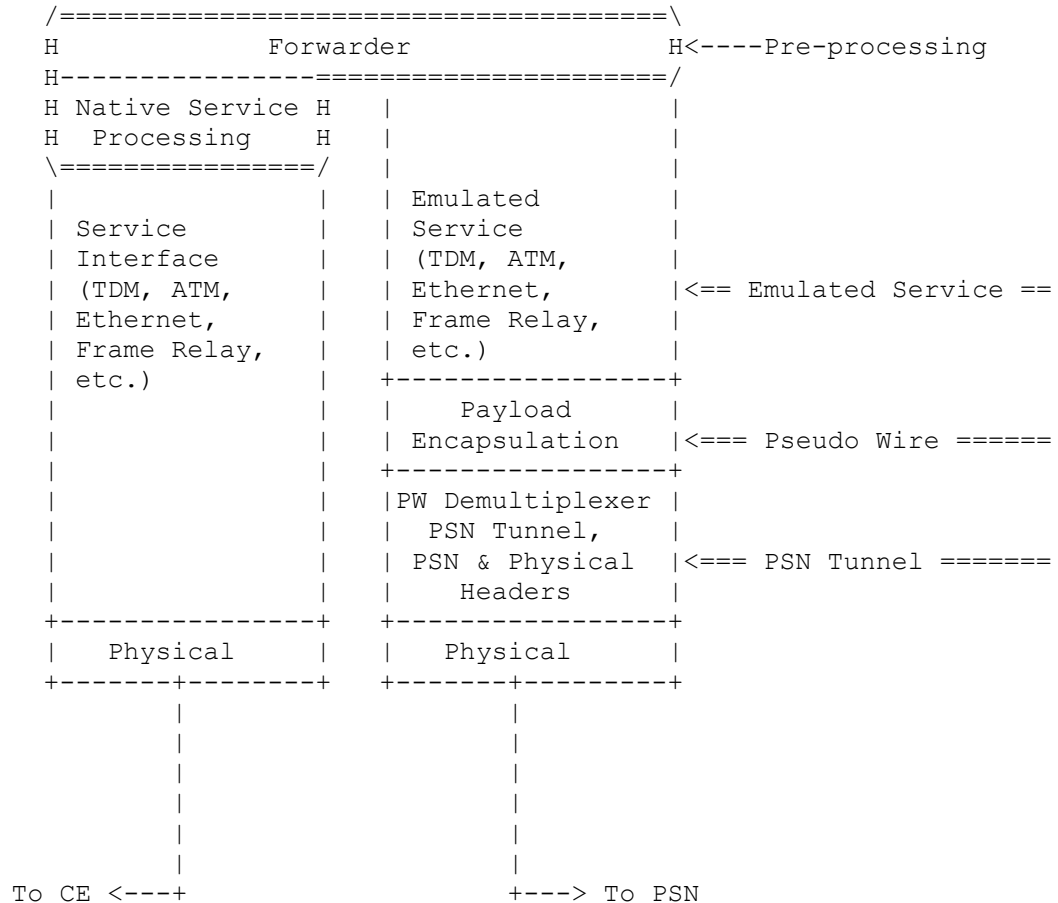 Forwarder <----Pre-processing
Native Service
Processing
Emulated
Service Service
Interface (TDM, ATM,
(TDM, ATM, Ethernet, <== Emulated Service ==
Ethernet, Frame Relay,
Frame Relay, etc.)
etc.)
Payload
Encapsulation <=== Pseudo Wire ======
PW Demultiplexer
PSN Tunnel,
PSN & Physical <=== PSN Tunnel =======
Headers
Physical Physical
To CE <---+ +---> To PSN